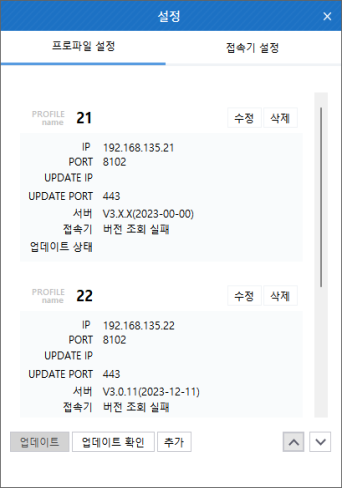 설정
프로파일 설정 접속기 설정
PROFILE name 21 수정 삭제
IP 192.168.135.21
PORT 8102
UPDATE IP
UPDATE PORT 443
서버 V3.X.X(2023-00-00)
접속기 버전 조회 실패
업데이트 상태
PROFILE name 22 수정 삭제
IP 192.168.135.22
PORT 8102
UPDATE IP
UPDATE PORT 443
서버 V3.0.11(2023-12-11)
접속기 버전 조회 실패
업데이트 업데이트 확인 추가